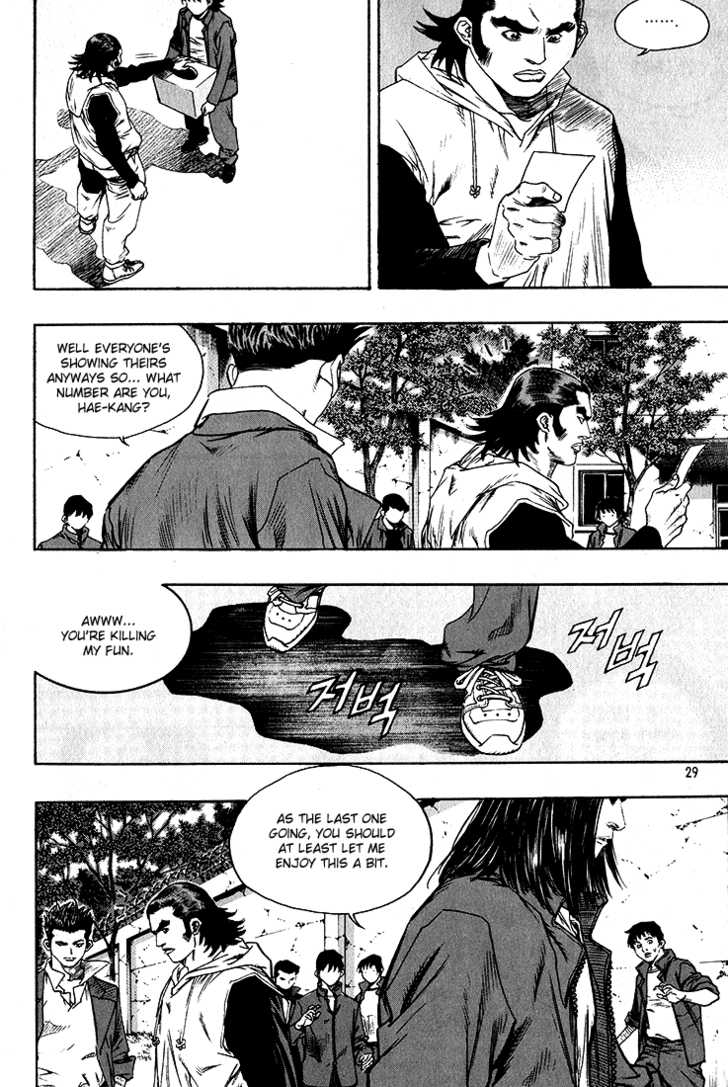 .......
WELL EVERYONE'S
SHOWING THEIRS
ANYWAYS SO... WHAT
NUMBER ARE YOU,
HAE-KANG?
AWWW...
YOU'RE KILLING
MY FUN.
저벅
저벅
29
AS THE LAST ONE
GOING, YOU SHOULD
AT LEAST LET ME
ENJOY THIS A BIT.